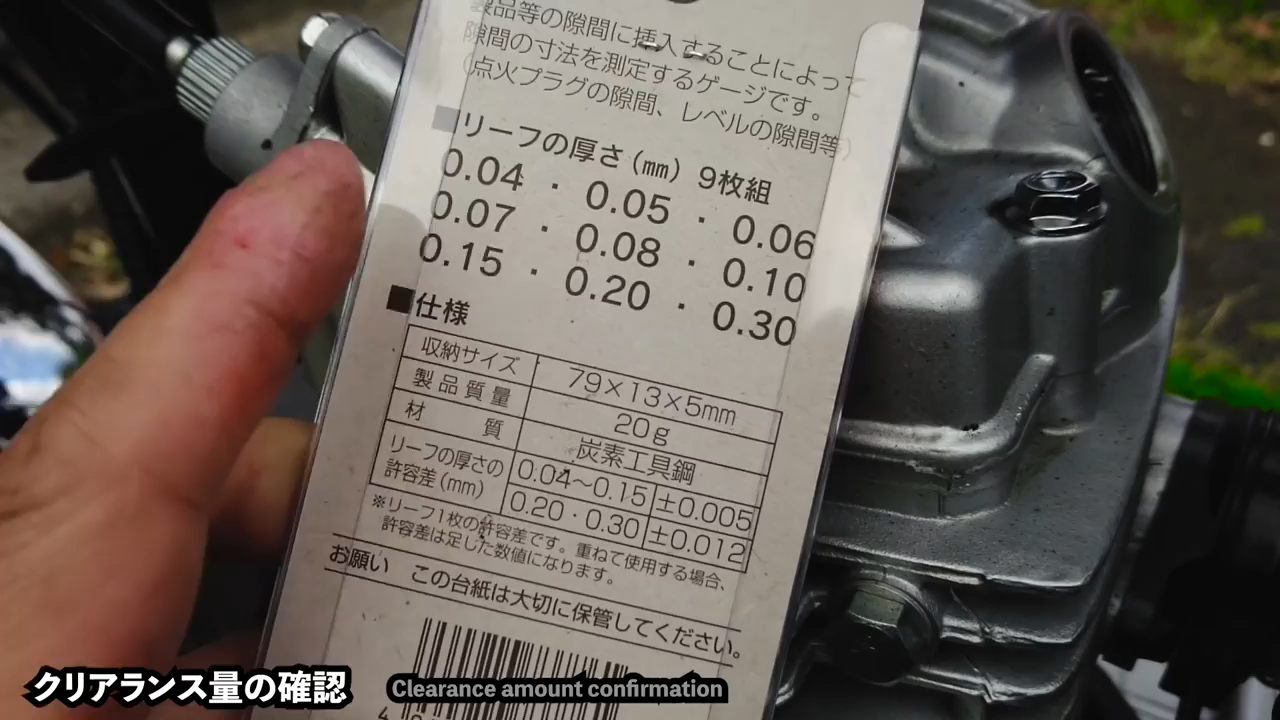 製品等の隙間に挿入することによって
隙間の寸法を測定するゲージです。
(点火プラグの隙間、レベルの隙間等)
■リーフの厚さ(㎜) 9枚組
0.04 ・ 0.05 ・ 0.06
0.07 ・ 0.08 ・ 0.10
0.15 ・ 0.20 ・ 0.30
■仕様
収納サイズ 79×13×5mm
製品質量 20g
材質 炭素工具鋼
リーフの厚さの許容差(mm) 0.04~0.15 ±0.005
0.20・0.30 ±0.012
※リーフ1枚の許容差です。重ねて使用する場合、
許容差は足した数値になります。
お願い この台紙は大切に保管してください。
クリアランス量の確認
Clearance amount confirmation